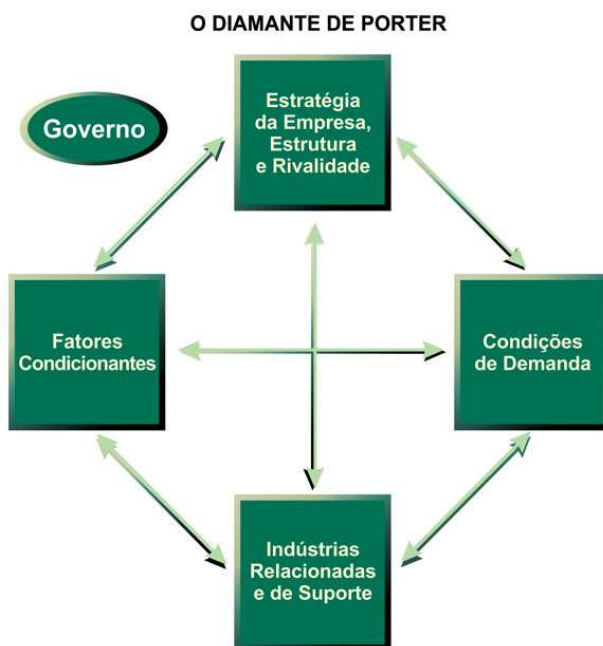 O DIAMANTE DE PORTER
Governo
Estratégia
da Empresa,
Estrutura
e Rivalidade
Fatores
Condicionantes
Condições
de Demanda
Indústrias
Relacionadas
e de Suporte